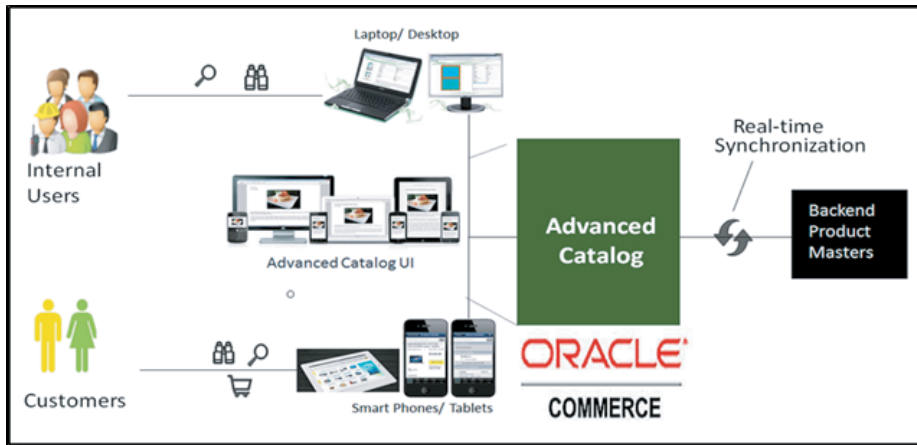 Laptop/ Desktop
Internal
Users
Real-time
Synchronization
Advanced
Catalog
Backend
Product
Masters
Advanced Catalog UI
Customers
Smart Phones/ Tablets
ORACLE
COMMERCE